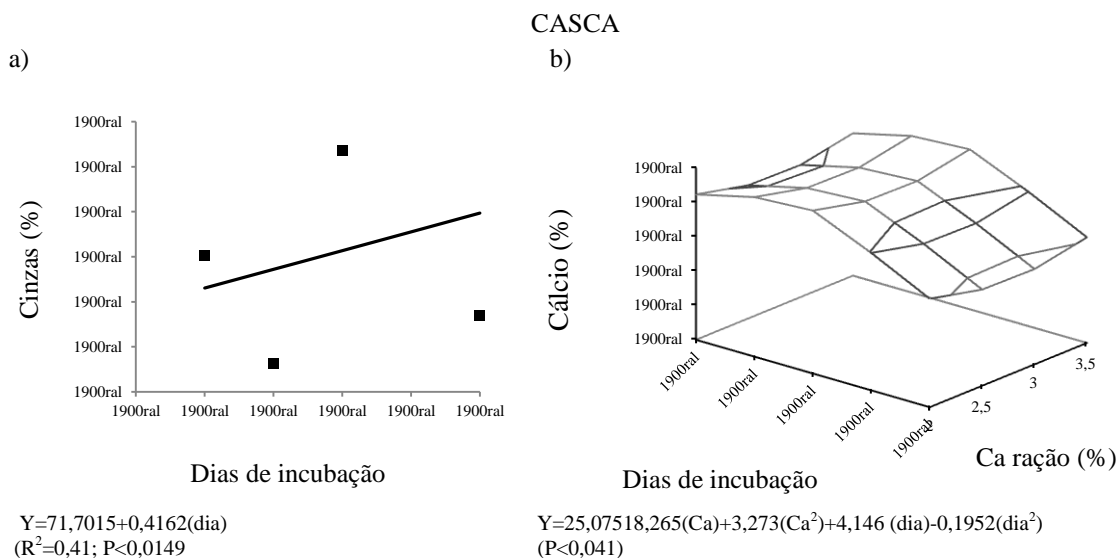 CASCA
a)
b)
1900ral
1900ral
1900ral
1900ral
1900ral
1900ral
1900ral
1900ral 1900ral 1900ral 1900ral 1900ral 1900ral
Cinzas (%)
Dias de incubação
Y=71,7015+0,4162(dia)
(R²=0,41; P<0,0149
1900ral
1900ral
1900ral
1900ral
1900ral
1900ral
Cálcio (%)
1900ral
1900ral
1900ral
1900ral
1900ral
2
2,5
3
3,5
Ca ração (%)
Dias de incubação
Y=25,07518,265(Ca)+3,273(Ca²)+4,146 (dia)-0,1952(dia²)
(P<0,041)